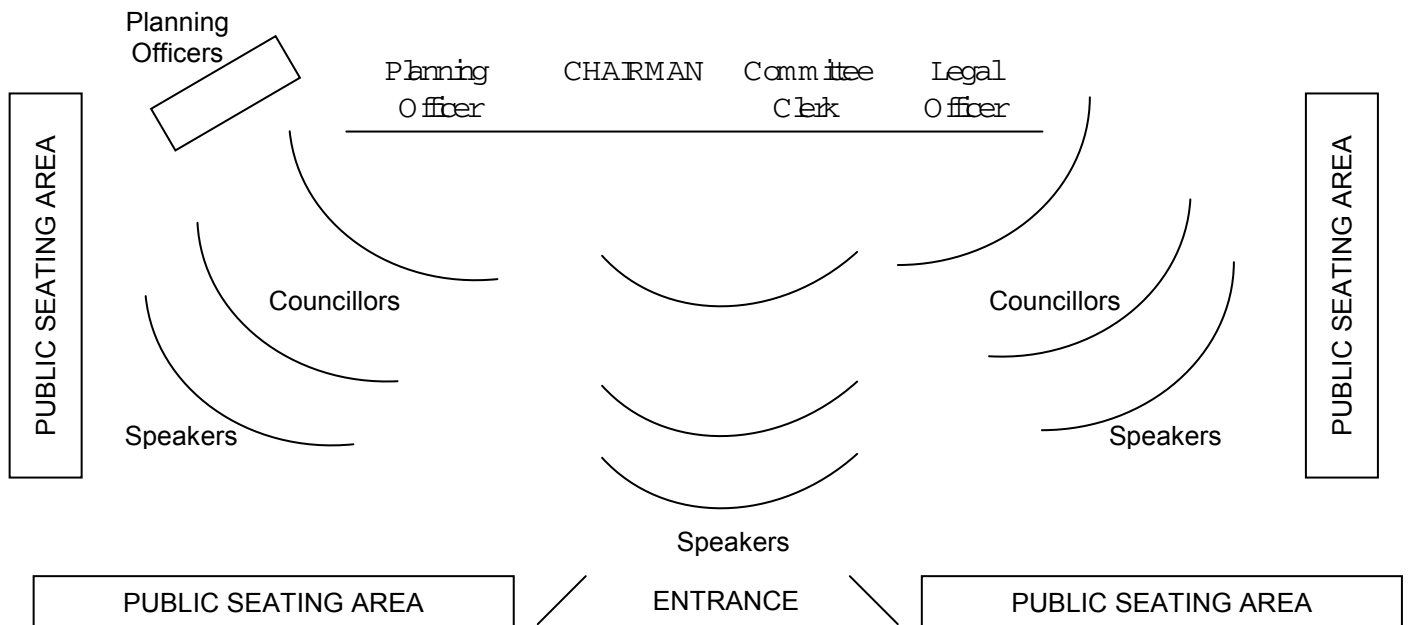 Planning
Officers
Planning
Officer
CHAIRMAN
Committee
Clerk
Legal
Officer
PUBLIC SEATING AREA
PUBLIC SEATING AREA
Councillors
Councillors
Speakers
Speakers
Speakers
PUBLIC SEATING AREA
ENTRANCE
PUBLIC SEATING AREA